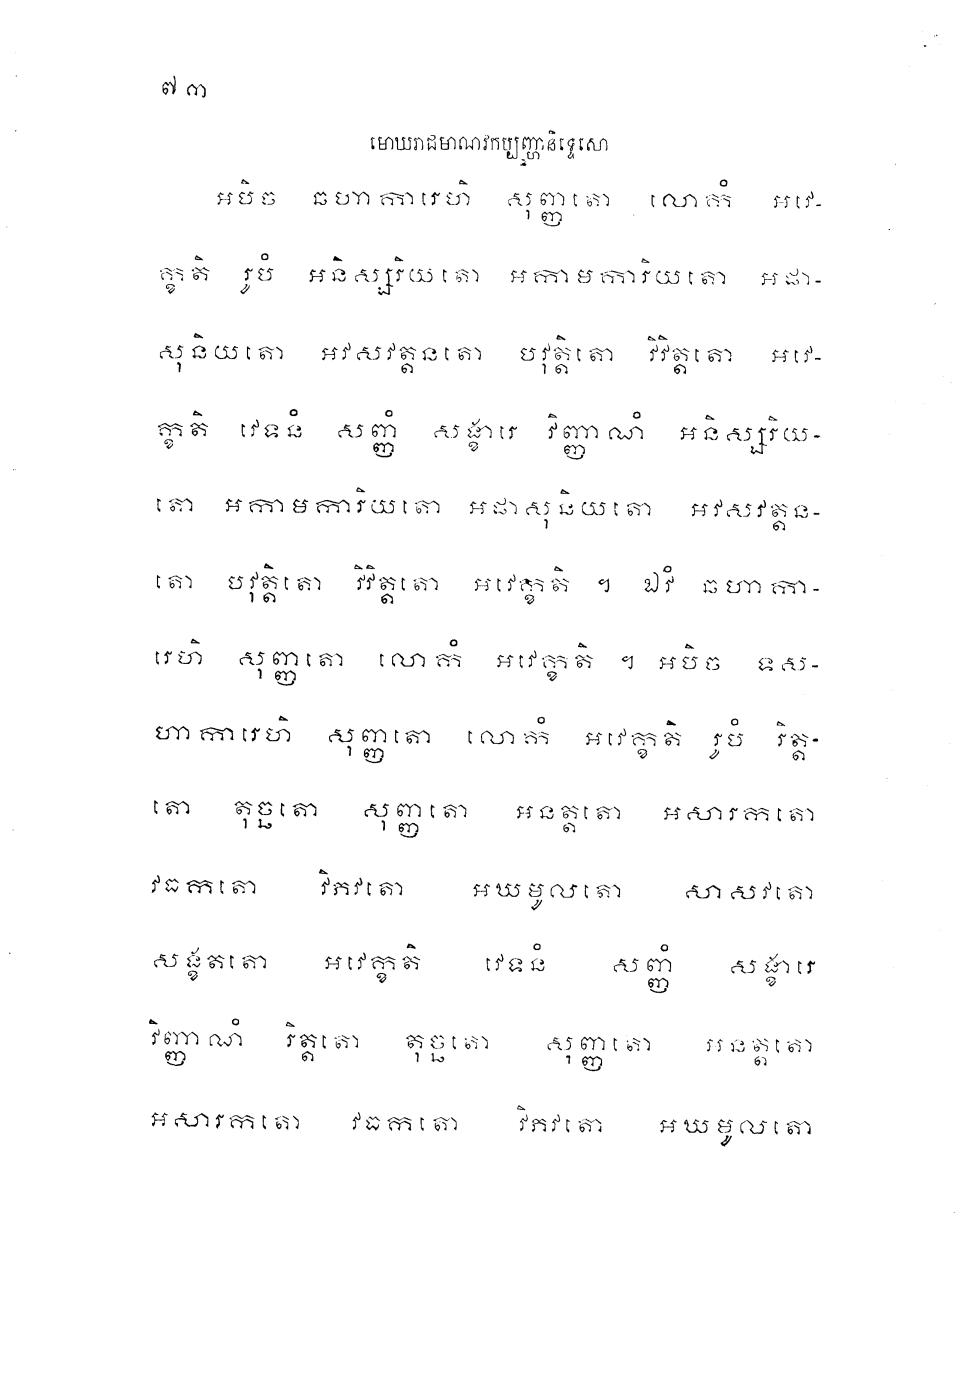 ៧៣
មោឃរាជមាណវកប្បញ្ហានិទ្ទេសោ
អបិច ឆហាការេហិ សុញ្ញតោ លោកំ អវេ-
ក្ខតិ រូបំ អនិស្សរិយតោ អកាមការិយតោ អផា-
សុនិយតោ អវសវត្តនតោ បវុត្តិតោ វិវិត្តតោ អវេ-
ក្ខតិ វេទនំ សញ្ញំ សង្ខារេ វិញ្ញាណំ អនិស្សរិយ-
តោ អកាមការិយតោ អផាសុនិយតោ អវសវត្តន-
តោ បវុត្តិតោ វិវិត្តតោ អវេក្ខតិ ។ ឯវំ ឆហាកា-
រេហិ សុញ្ញតោ លោកំ អវេក្ខតិ ។ អបិច ទស-
ហាការេហិ សុញ្ញតោ លោកំ អវេក្ខតិ រូបំ រិត្ត-
តោ តុច្ឆតោ សុញ្ញតោ អនត្តតោ អសារកតោ
វធកតោ វិភវតោ អឃមូលតោ សាសវតោ
សង្ខតតោ អវេក្ខតិ វេទនំ សញ្ញំ សង្ខារេ
វិញ្ញាណំ រិត្តតោ តុច្ឆតោ សុញ្ញតោ អនត្តតោ
អសារកតោ វធកតោ វិភវតោ អឃមូលតោ